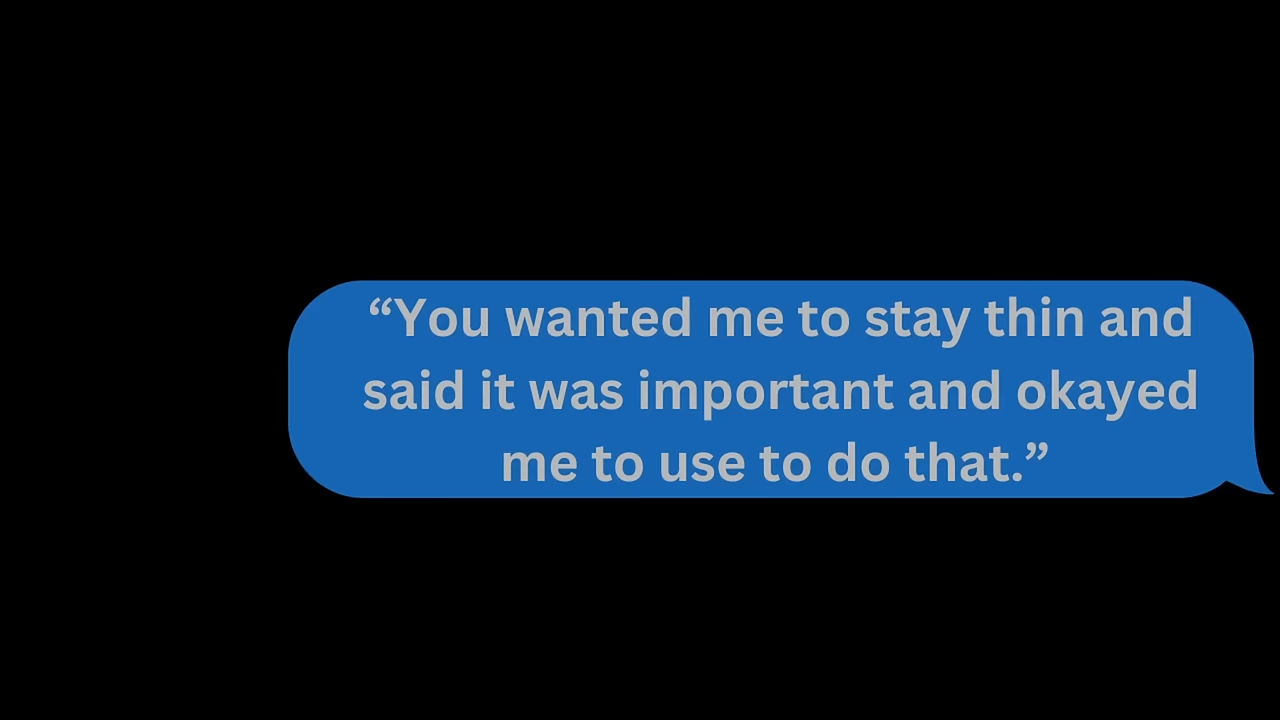 “You wanted me to stay thin and
said it was important and okayed
me to use to do that.”